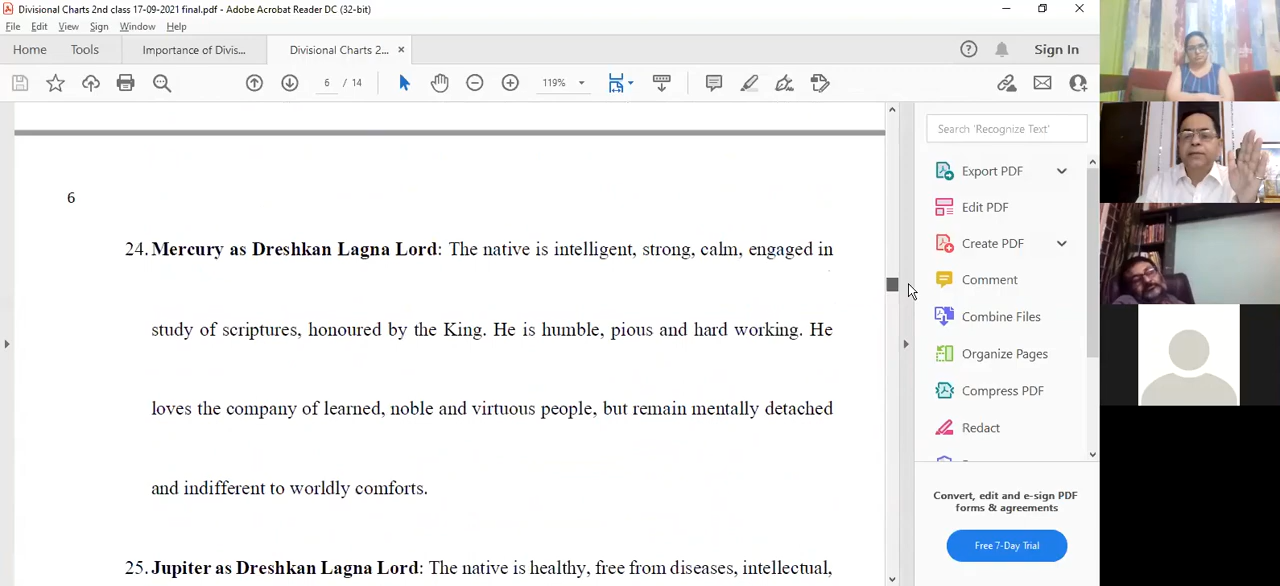 Divisional Charts 2nd class 17-09-2021 final.pdf - Adobe Acrobat Reader DC (32-bit)
File Edit View Sign Window Help
Home Tools Importance of Divis... Divisional Charts 2... × Sign In
6 / 14 119%
Search 'Recognize Text'
Export PDF
Edit PDF
Create PDF
Comment
Combine Files
Organize Pages
Compress PDF
Redact
Convert, edit and e-sign PDF
forms & agreements
Free 7-Day Trial
6
24. Mercury as Dreshkan Lagna Lord: The native is intelligent, strong, calm, engaged in
study of scriptures, honoured by the King. He is humble, pious and hard working. He
loves the company of learned, noble and virtuous people, but remain mentally detached
and indifferent to worldly comforts.
25. Jupiter as Dreshkan Lagna Lord: The native is healthy, free from diseases, intellectual,